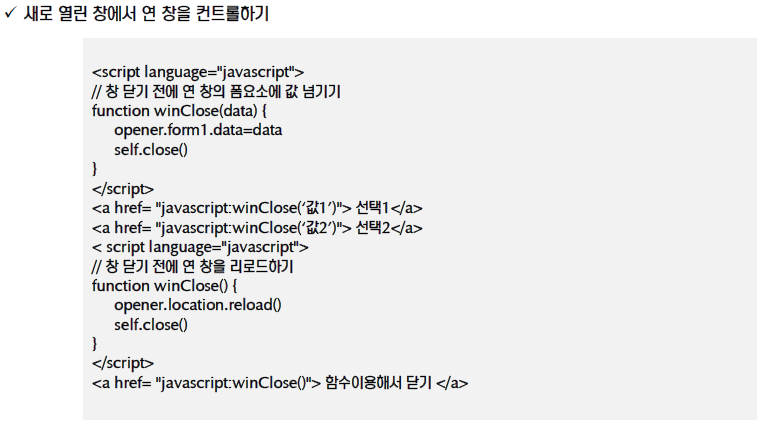 ✓ 새로 열린 창에서 연 창을 컨트롤하기
<script language="javascript">
// 창 닫기 전에 연 창의 폼요소에 값 넘기기
function winClose(data) {
opener.form1.data=data
self.close()
}
</script>
<a href= "javascript:winClose(‘값1’)"> 선택1</a>
<a href= "javascript:winClose(‘값2’)"> 선택2</a>
< script language="javascript">
// 창 닫기 전에 연 창을 리로드하기
function winClose() {
opener.location.reload()
self.close()
}
</script>
<a href= "javascript:winClose()"> 함수이용해서 닫기 </a>